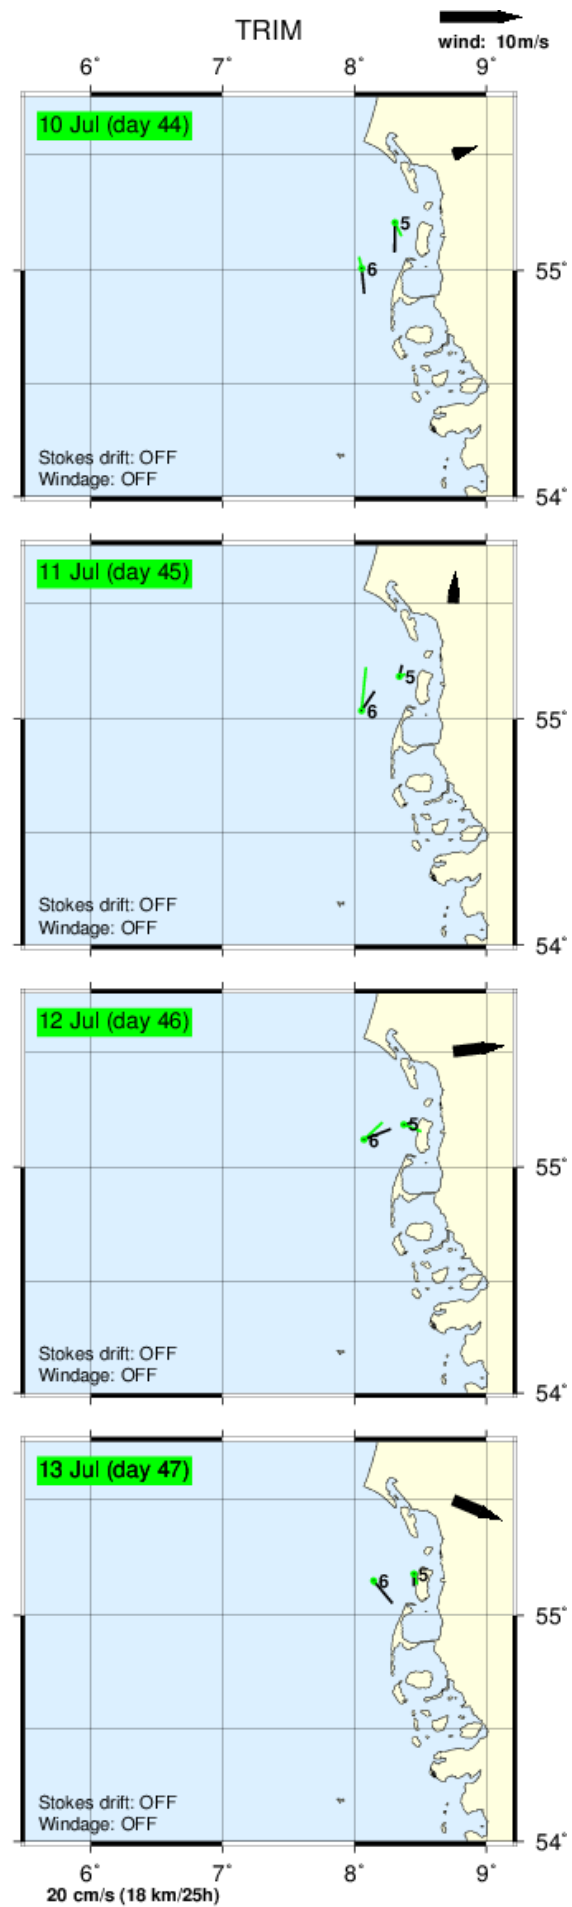 TRIM
wind: 10m/s
6° 7° 8° 9°
10 Jul (day 44)
5
6
55°
Stokes drift: OFF
Windage: OFF
54°
11 Jul (day 45)
5
6
55°
Stokes drift: OFF
Windage: OFF
54°
12 Jul (day 46)
5
6
55°
Stokes drift: OFF
Windage: OFF
54°
13 Jul (day 47)
5
6
55°
Stokes drift: OFF
Windage: OFF
54°
6° 7° 8° 9°
20 cm/s (18 km/25h)